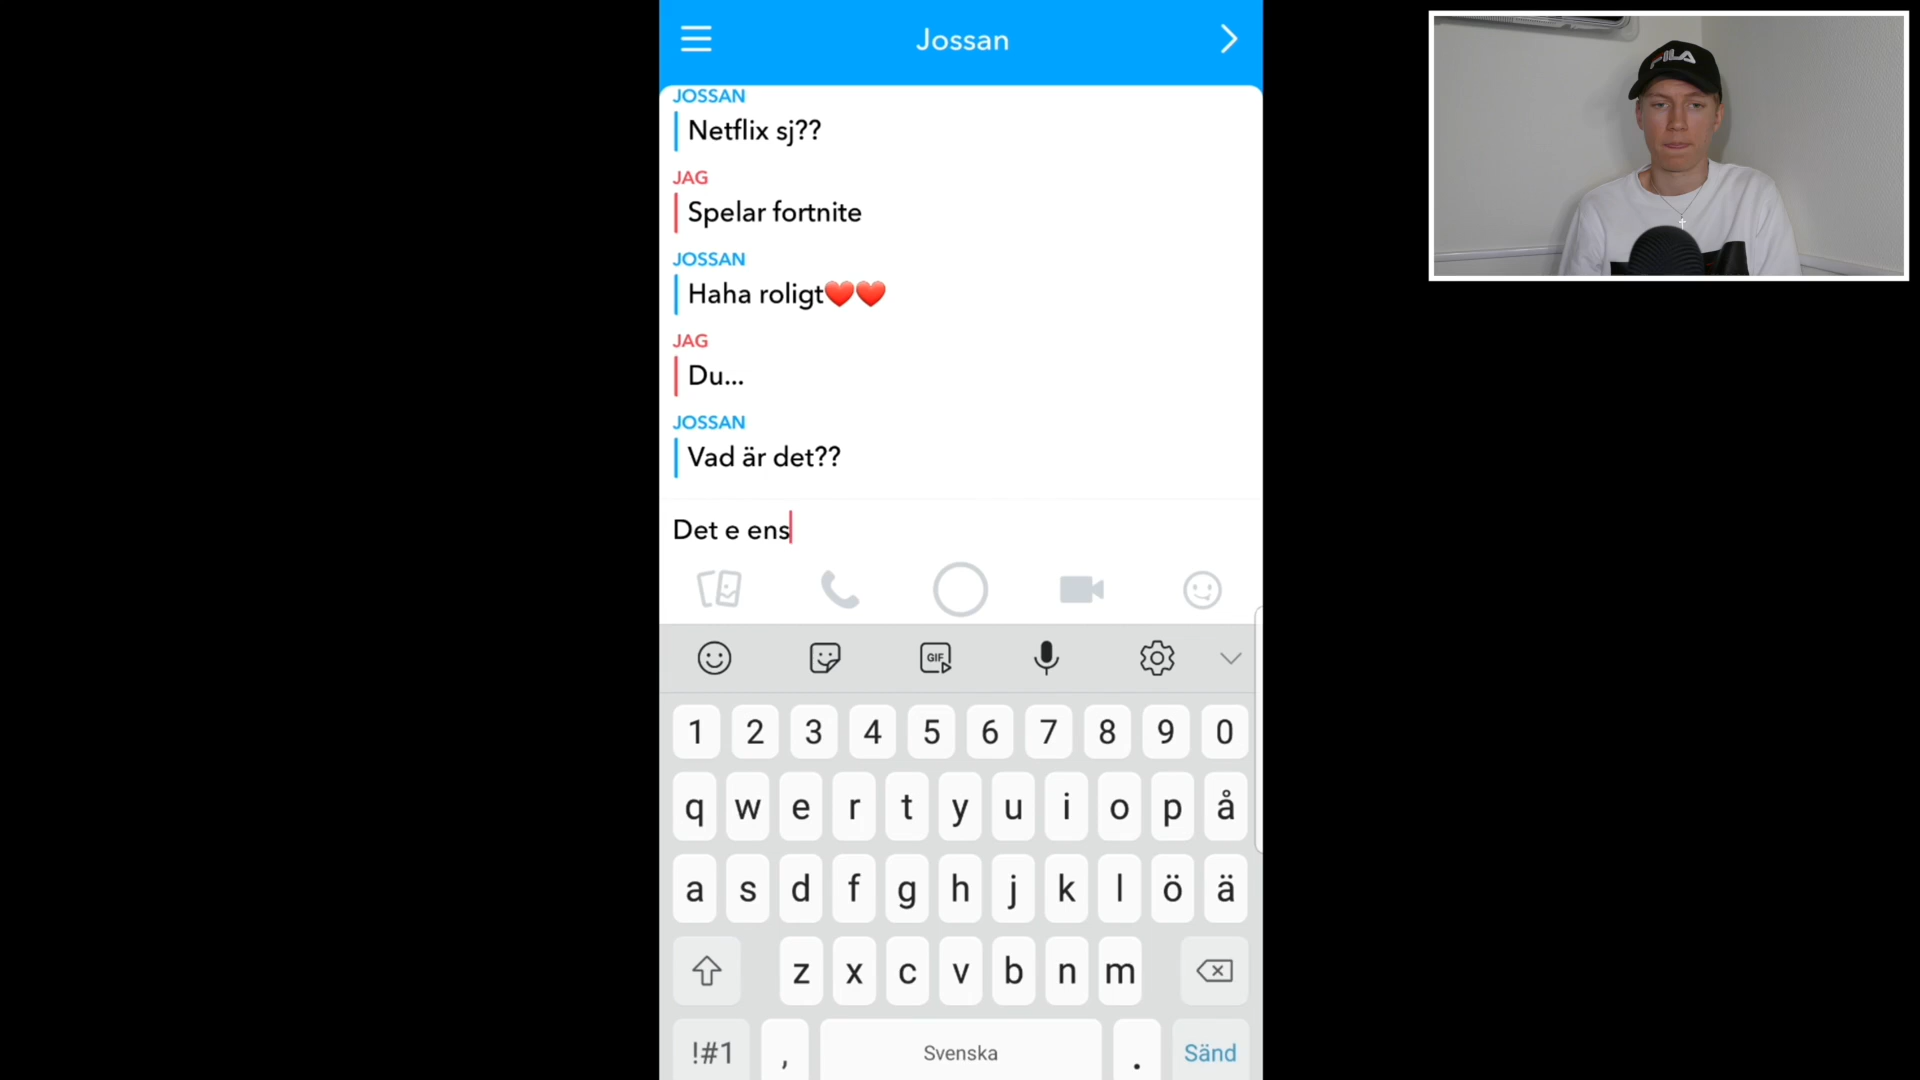 Jossan
JOSSAN
Netflix sj??
JAG
Spelar fortnite
JOSSAN
Haha roligt❤️❤️
JAG
Du...
JOSSAN
Vad är det??
Det e ens
GIF
1 2 3 4 5 6 7 8 9 0
q w e r t y u i o p å
a s d f g h j k l ö ä
z x c v b n m
!#1 , Svenska . Sänd
FILA